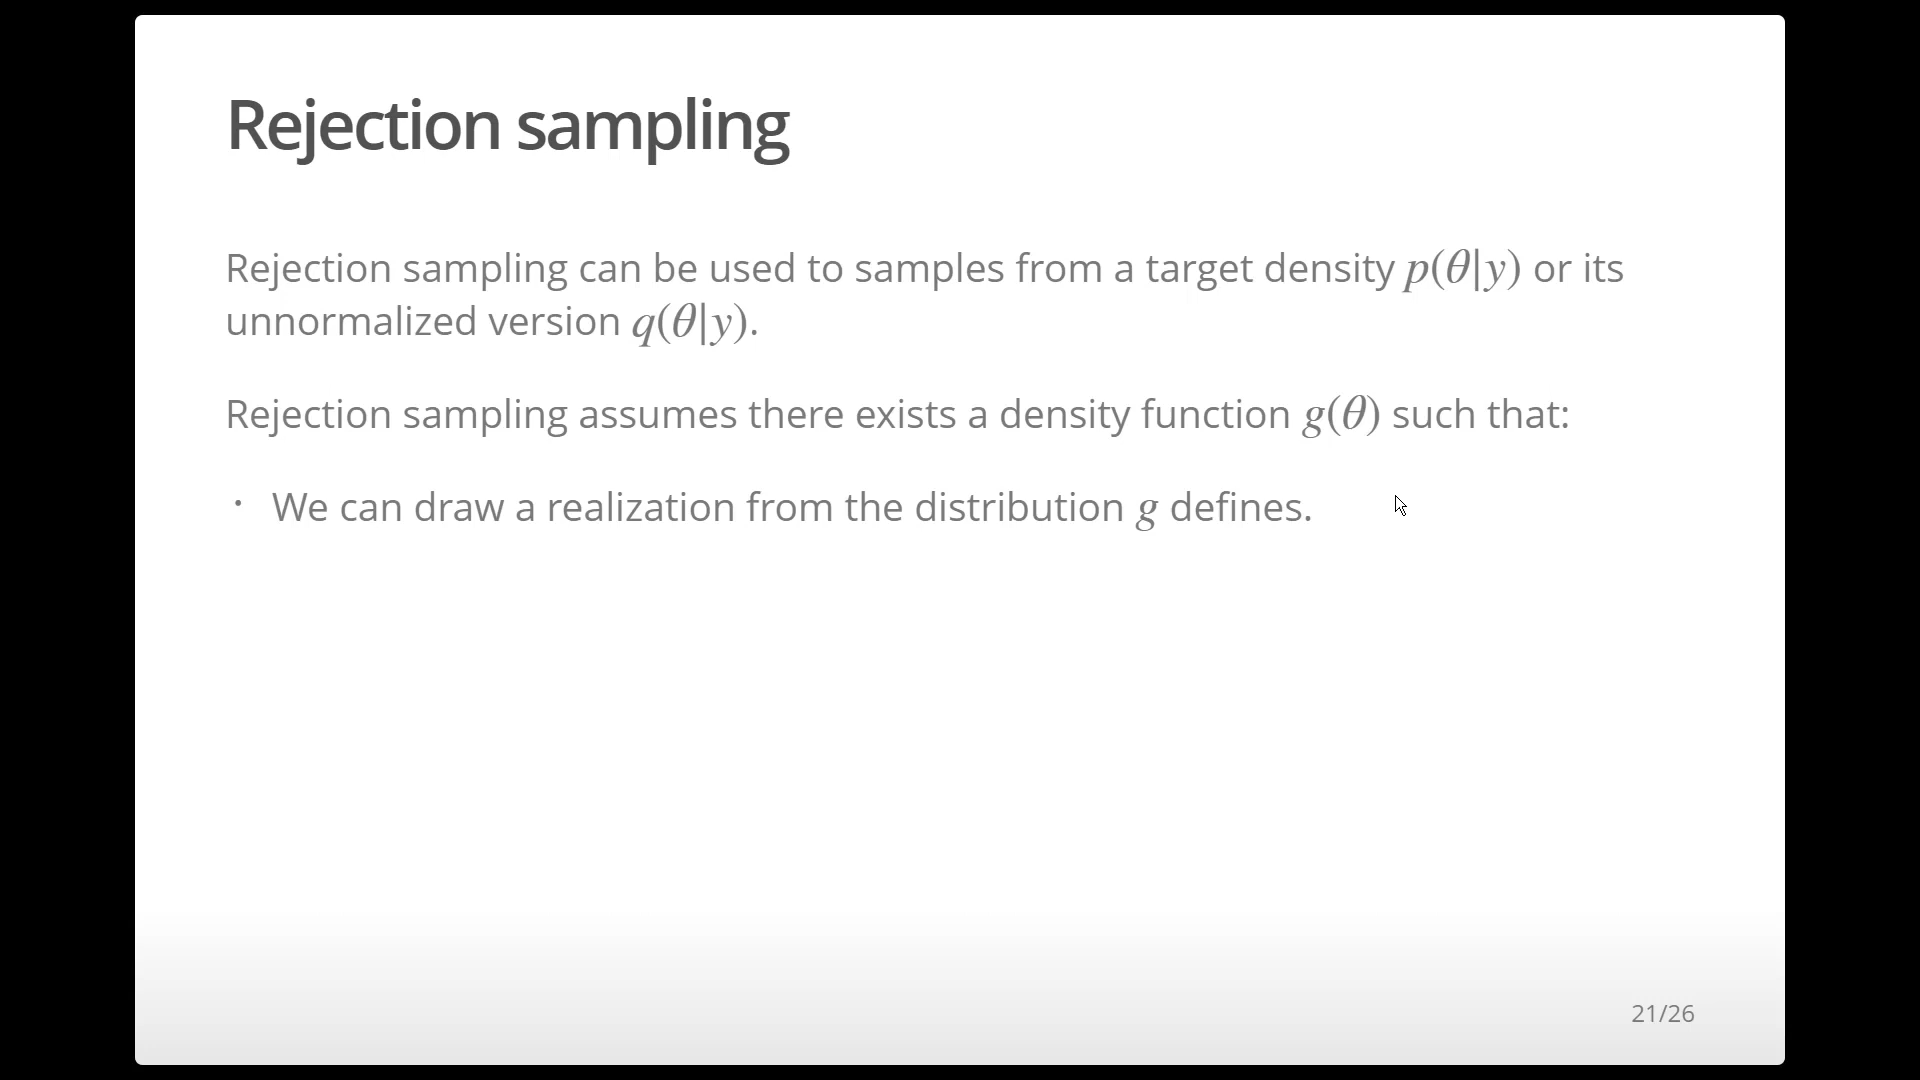 Rejection sampling
Rejection sampling can be used to samples from a target density p(θ|y) or its
unnormalized version q(θ|y).
Rejection sampling assumes there exists a density function g(θ) such that:
• We can draw a realization from the distribution g defines.
21/26